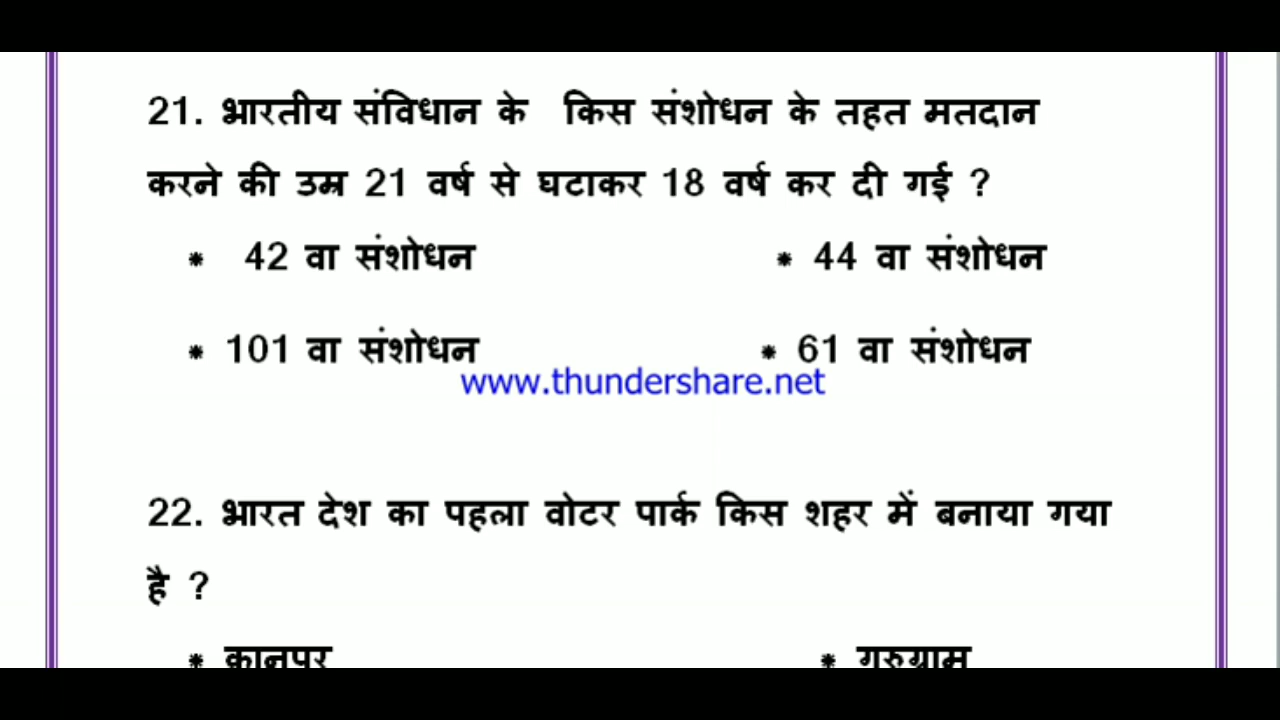 21. भारतीय संविधान के किस संशोधन के तहत मतदान
करने की उम्र 21 वर्ष से घटाकर 18 वर्ष कर दी गई ?
* 42 वा संशोधन * 44 वा संशोधन
* 101 वा संशोधन * 61 वा संशोधन
www.thundershare.net
22. भारत देश का पहला वोटर पार्क किस शहर में बनाया गया
है ?
* कानपुर * गुरुग्राम